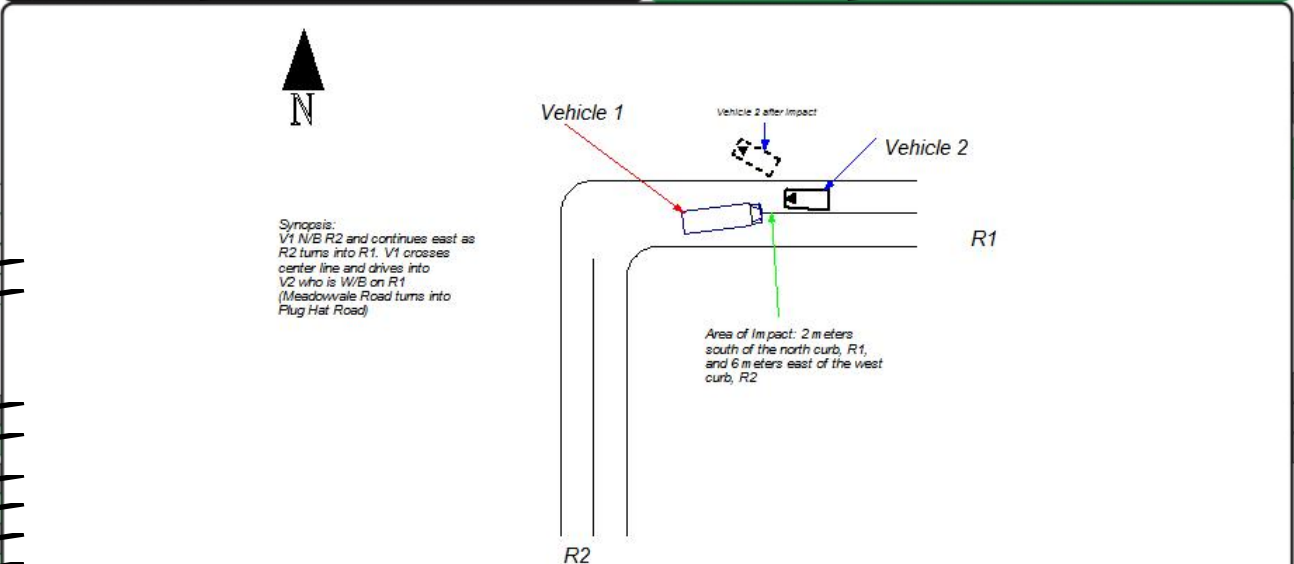 N
Vehicle 1
Vehicle 2 after impact
Vehicle 2
Synopsis:
V1 N/B R2 and continues east as
R2 turns into R1. V1 crosses
center line and drives into
V2 who is W/B on R1
(Meadowvale Road turns into
Plug Hat Road)
R1
Area of Impact: 2 meters
south of the north curb, R1,
and 6 meters east of the west
curb, R2
R2